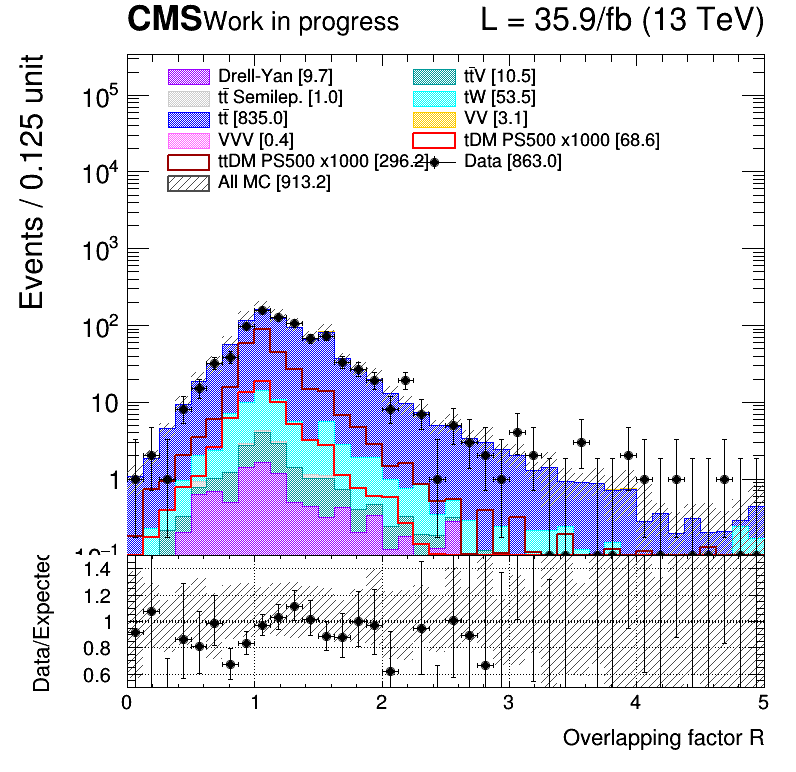 CMS Work in progress L = 35.9/fb (13 TeV)
Events / 0.125 unit
Drell-Yan [9.7] tt̄V [10.5]
tt̄ Semilep. [1.0] tW [53.5]
tt̄ [835.0] VV [3.1]
VVV [0.4] tDM PS500 x1000 [68.6]
ttDM PS500 x1000 [296.2] Data [863.0]
All MC [913.2]
10⁵
10⁴
10³
10²
10
1
10⁻¹
Data/Expected
1.4
1.2
1
0.8
0.6
0 1 2 3 4 5
Overlapping factor R